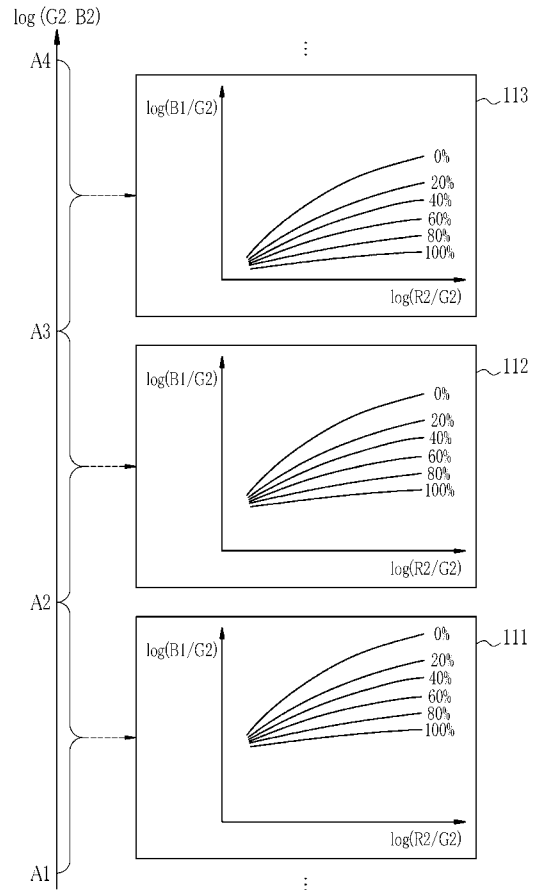 log (G2. B2)
A4
⋮
113
log(B1/G2)
0%
20%
40%
60%
80%
100%
log(R2/G2)
A3
112
log(B1/G2)
0%
20%
40%
60%
80%
100%
log(R2/G2)
A2
111
log(B1/G2)
0%
20%
40%
60%
80%
100%
log(R2/G2)
A1
⋮